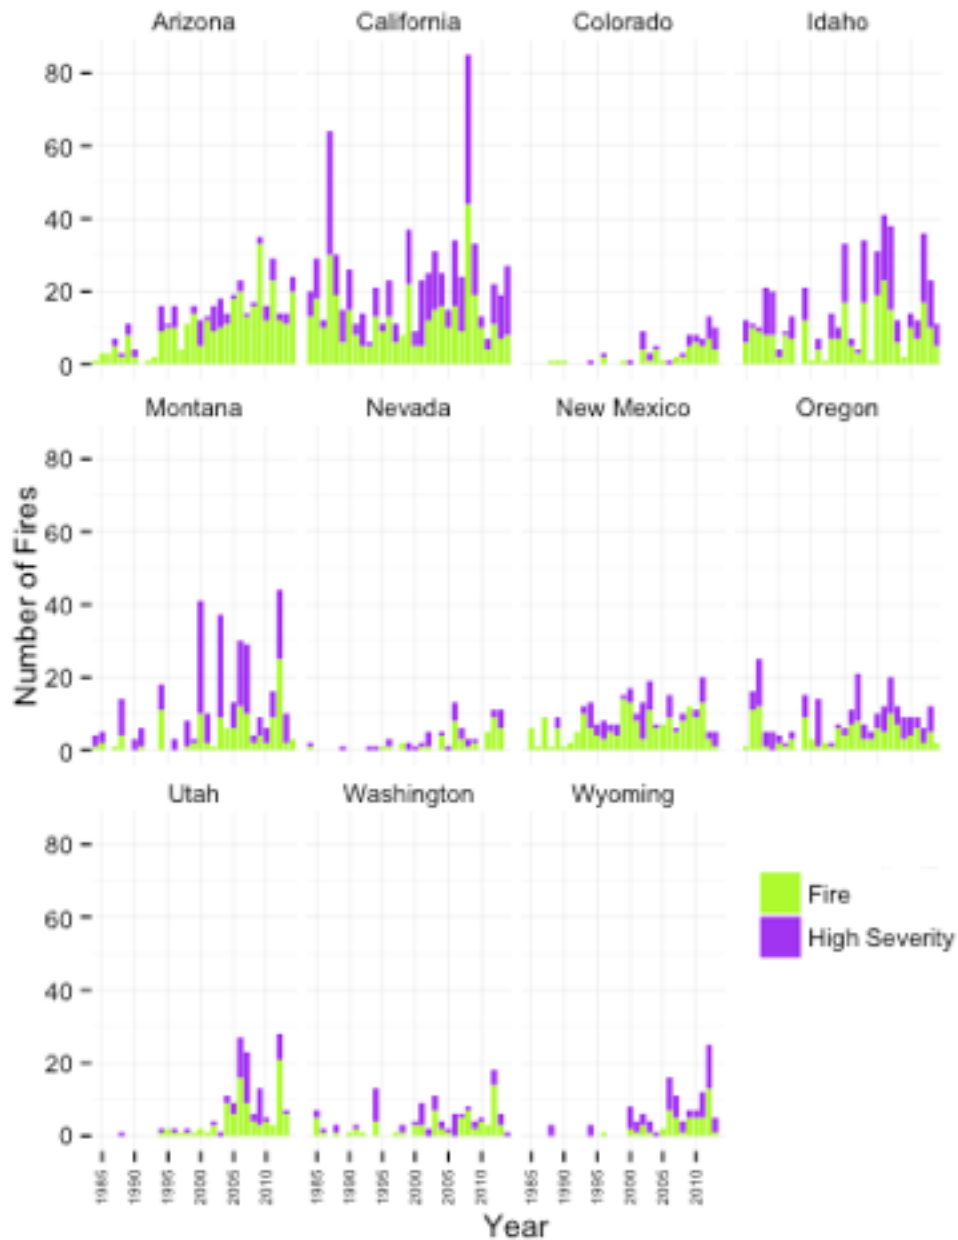 Arizona California Colorado Idaho
80
60
40
20
0
Montana Nevada New Mexico Oregon
80
60
40
20
0
Number of Fires
Utah Washington Wyoming
80
60
40
20
0
Fire
High Severity
1985 1990 1995 2000 2005 2010 1985 1990 1995 2000 2005 2010 1985 1990 1995 2000 2005 2010
Year